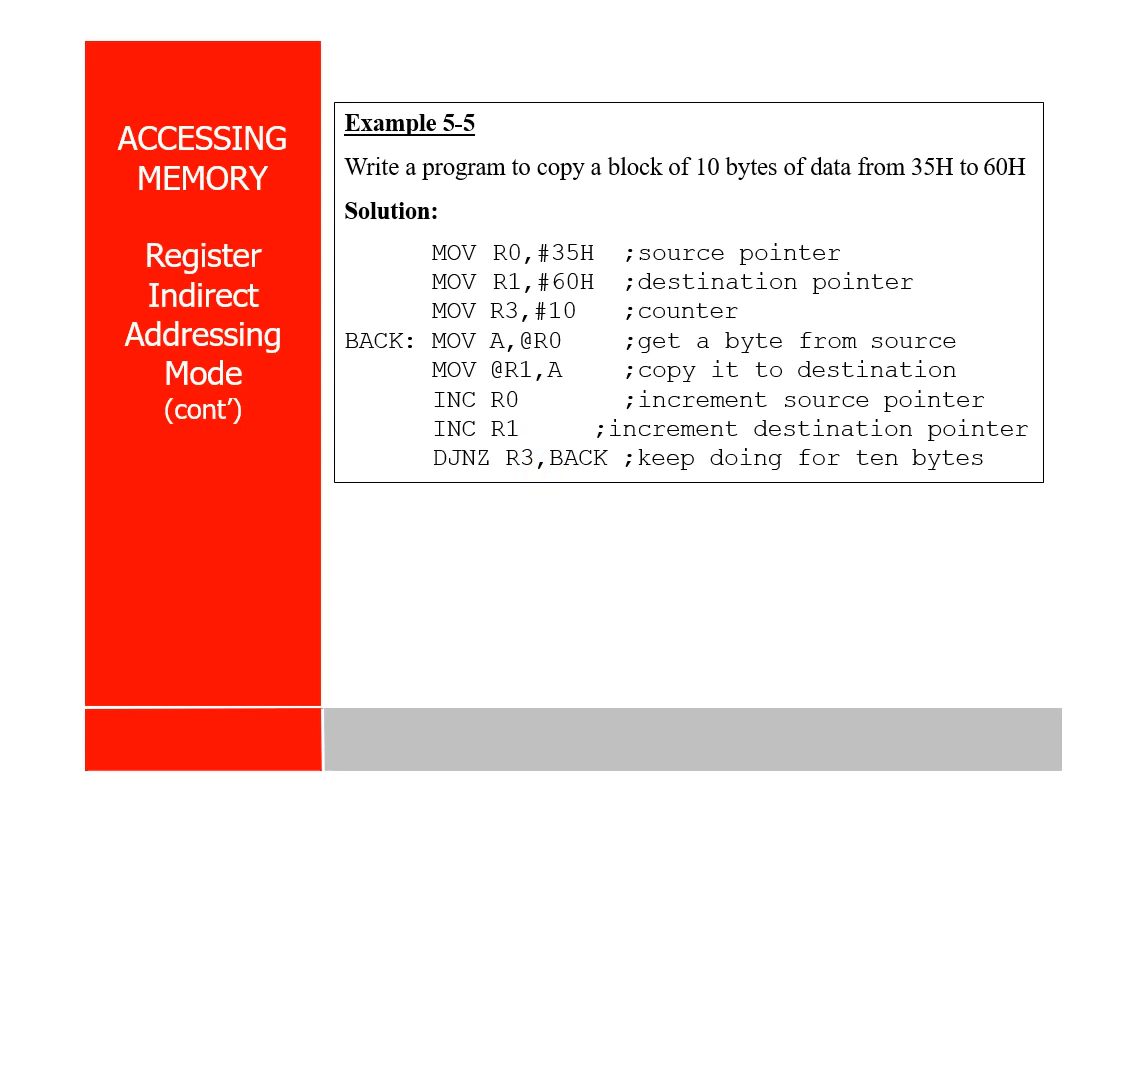 ACCESSING
MEMORY
Register
Indirect
Addressing
Mode
(cont’)
Example 5-5
Write a program to copy a block of 10 bytes of data from 35H to 60H
Solution:
MOV R0,#35H ;source pointer
MOV R1,#60H ;destination pointer
MOV R3,#10 ;counter
BACK: MOV A,@R0 ;get a byte from source
MOV @R1,A ;copy it to destination
INC R0 ;increment source pointer
INC R1 ;increment destination pointer
DJNZ R3,BACK ;keep doing for ten bytes